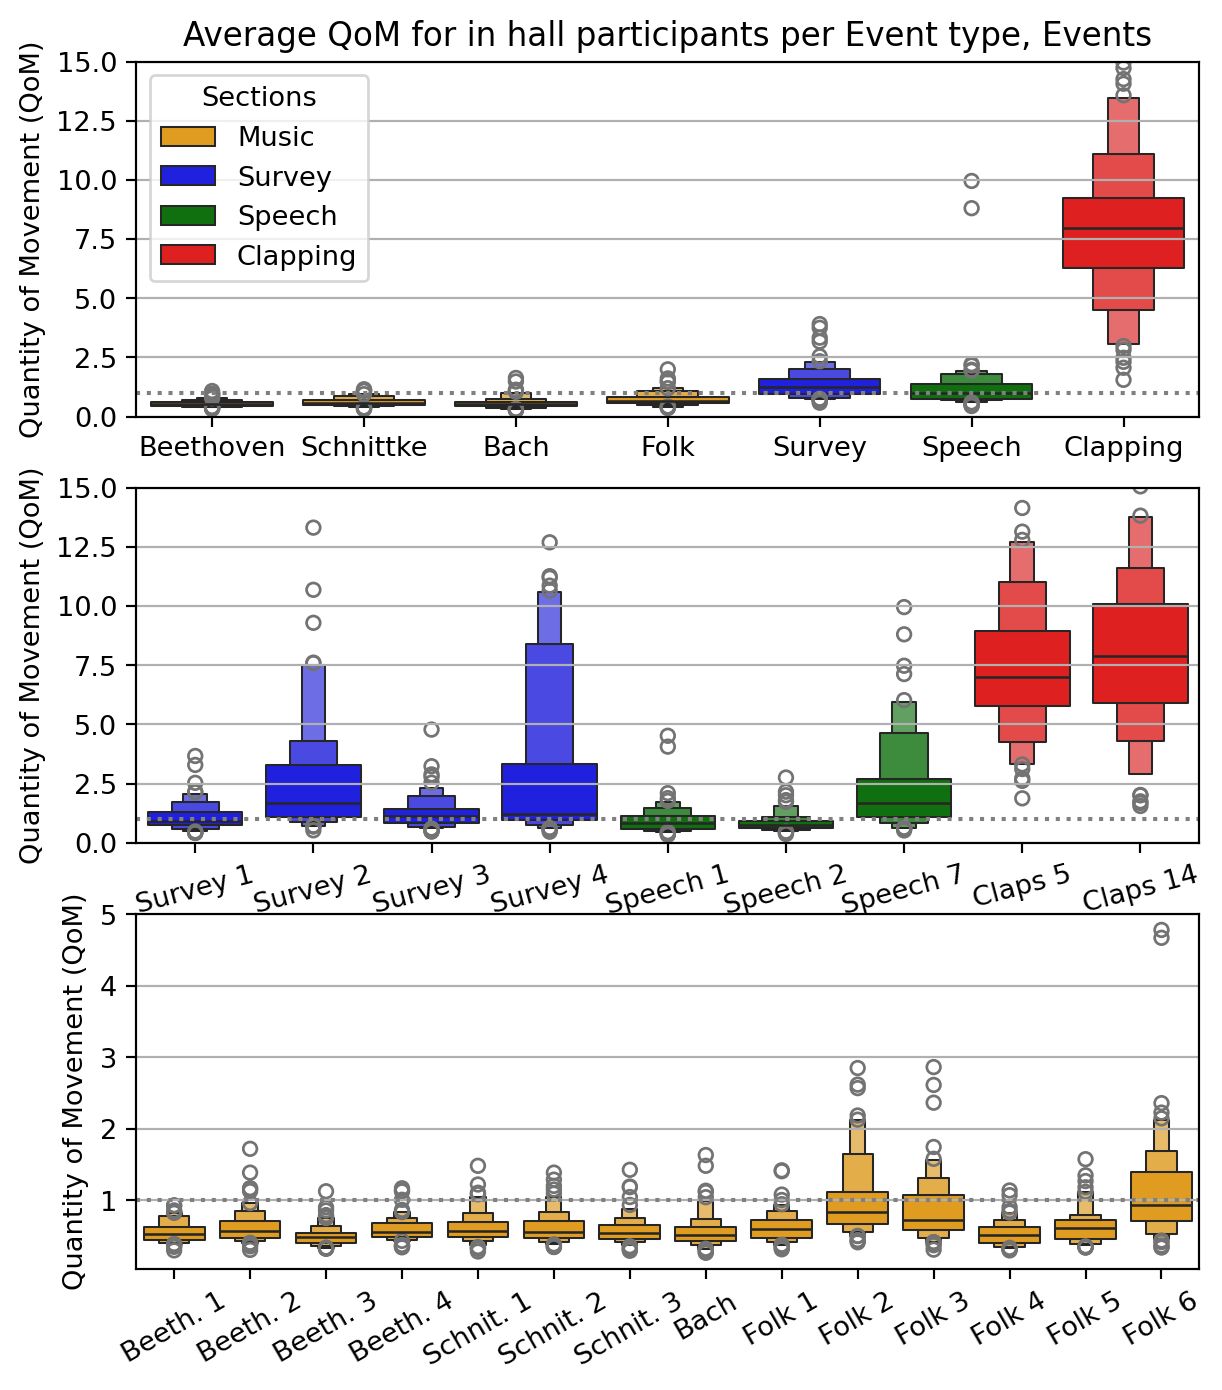 Average QoM for in hall participants per Event type, Events
Quantity of Movement (QoM)
15.0
12.5
10.0
7.5
5.0
2.5
0.0
Sections
Music
Survey
Speech
Clapping
Beethoven Schnittke Bach Folk Survey Speech Clapping
Quantity of Movement (QoM)
15.0
12.5
10.0
7.5
5.0
2.5
0.0
Survey 1 Survey 2 Survey 3 Survey 4 Speech 1 Speech 2 Speech 7 Claps 5 Claps 14
Quantity of Movement (QoM)
5
4
3
2
1
Beeth. 1 Beeth. 2 Beeth. 3 Beeth. 4 Schnit. 1 Schnit. 2 Schnit. 3 Bach Folk 1 Folk 2 Folk 3 Folk 4 Folk 5 Folk 6